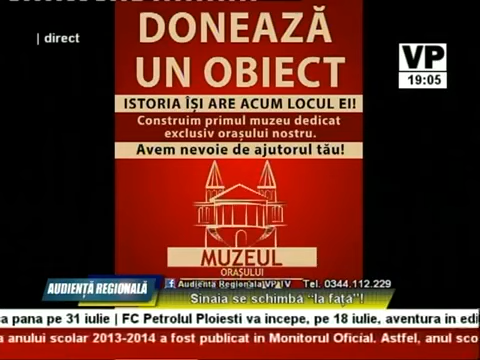 | direct
DONEAZĂ
UN OBIECT
VP
19:05
ISTORIA ÎȘI ARE ACUM LOCUL EI!
Construim primul muzeu dedicat
exclusiv orașului nostru.
Avem nevoie de ajutorul tău!
MUZEUL
ORAȘULUI
Audiența Regionala VP TV Tel. 0344.112.229
AUDIENȚĂ REGIONALĂ
Sinaia se schimbă "la față"!
a pana pe 31 iulie | FC Petrolul Ploiesti va incepe, pe 18 iulie, aventura in edi
a anului scolar 2013-2014 a fost publicat in Monitorul Oficial. Astfel, anul sco